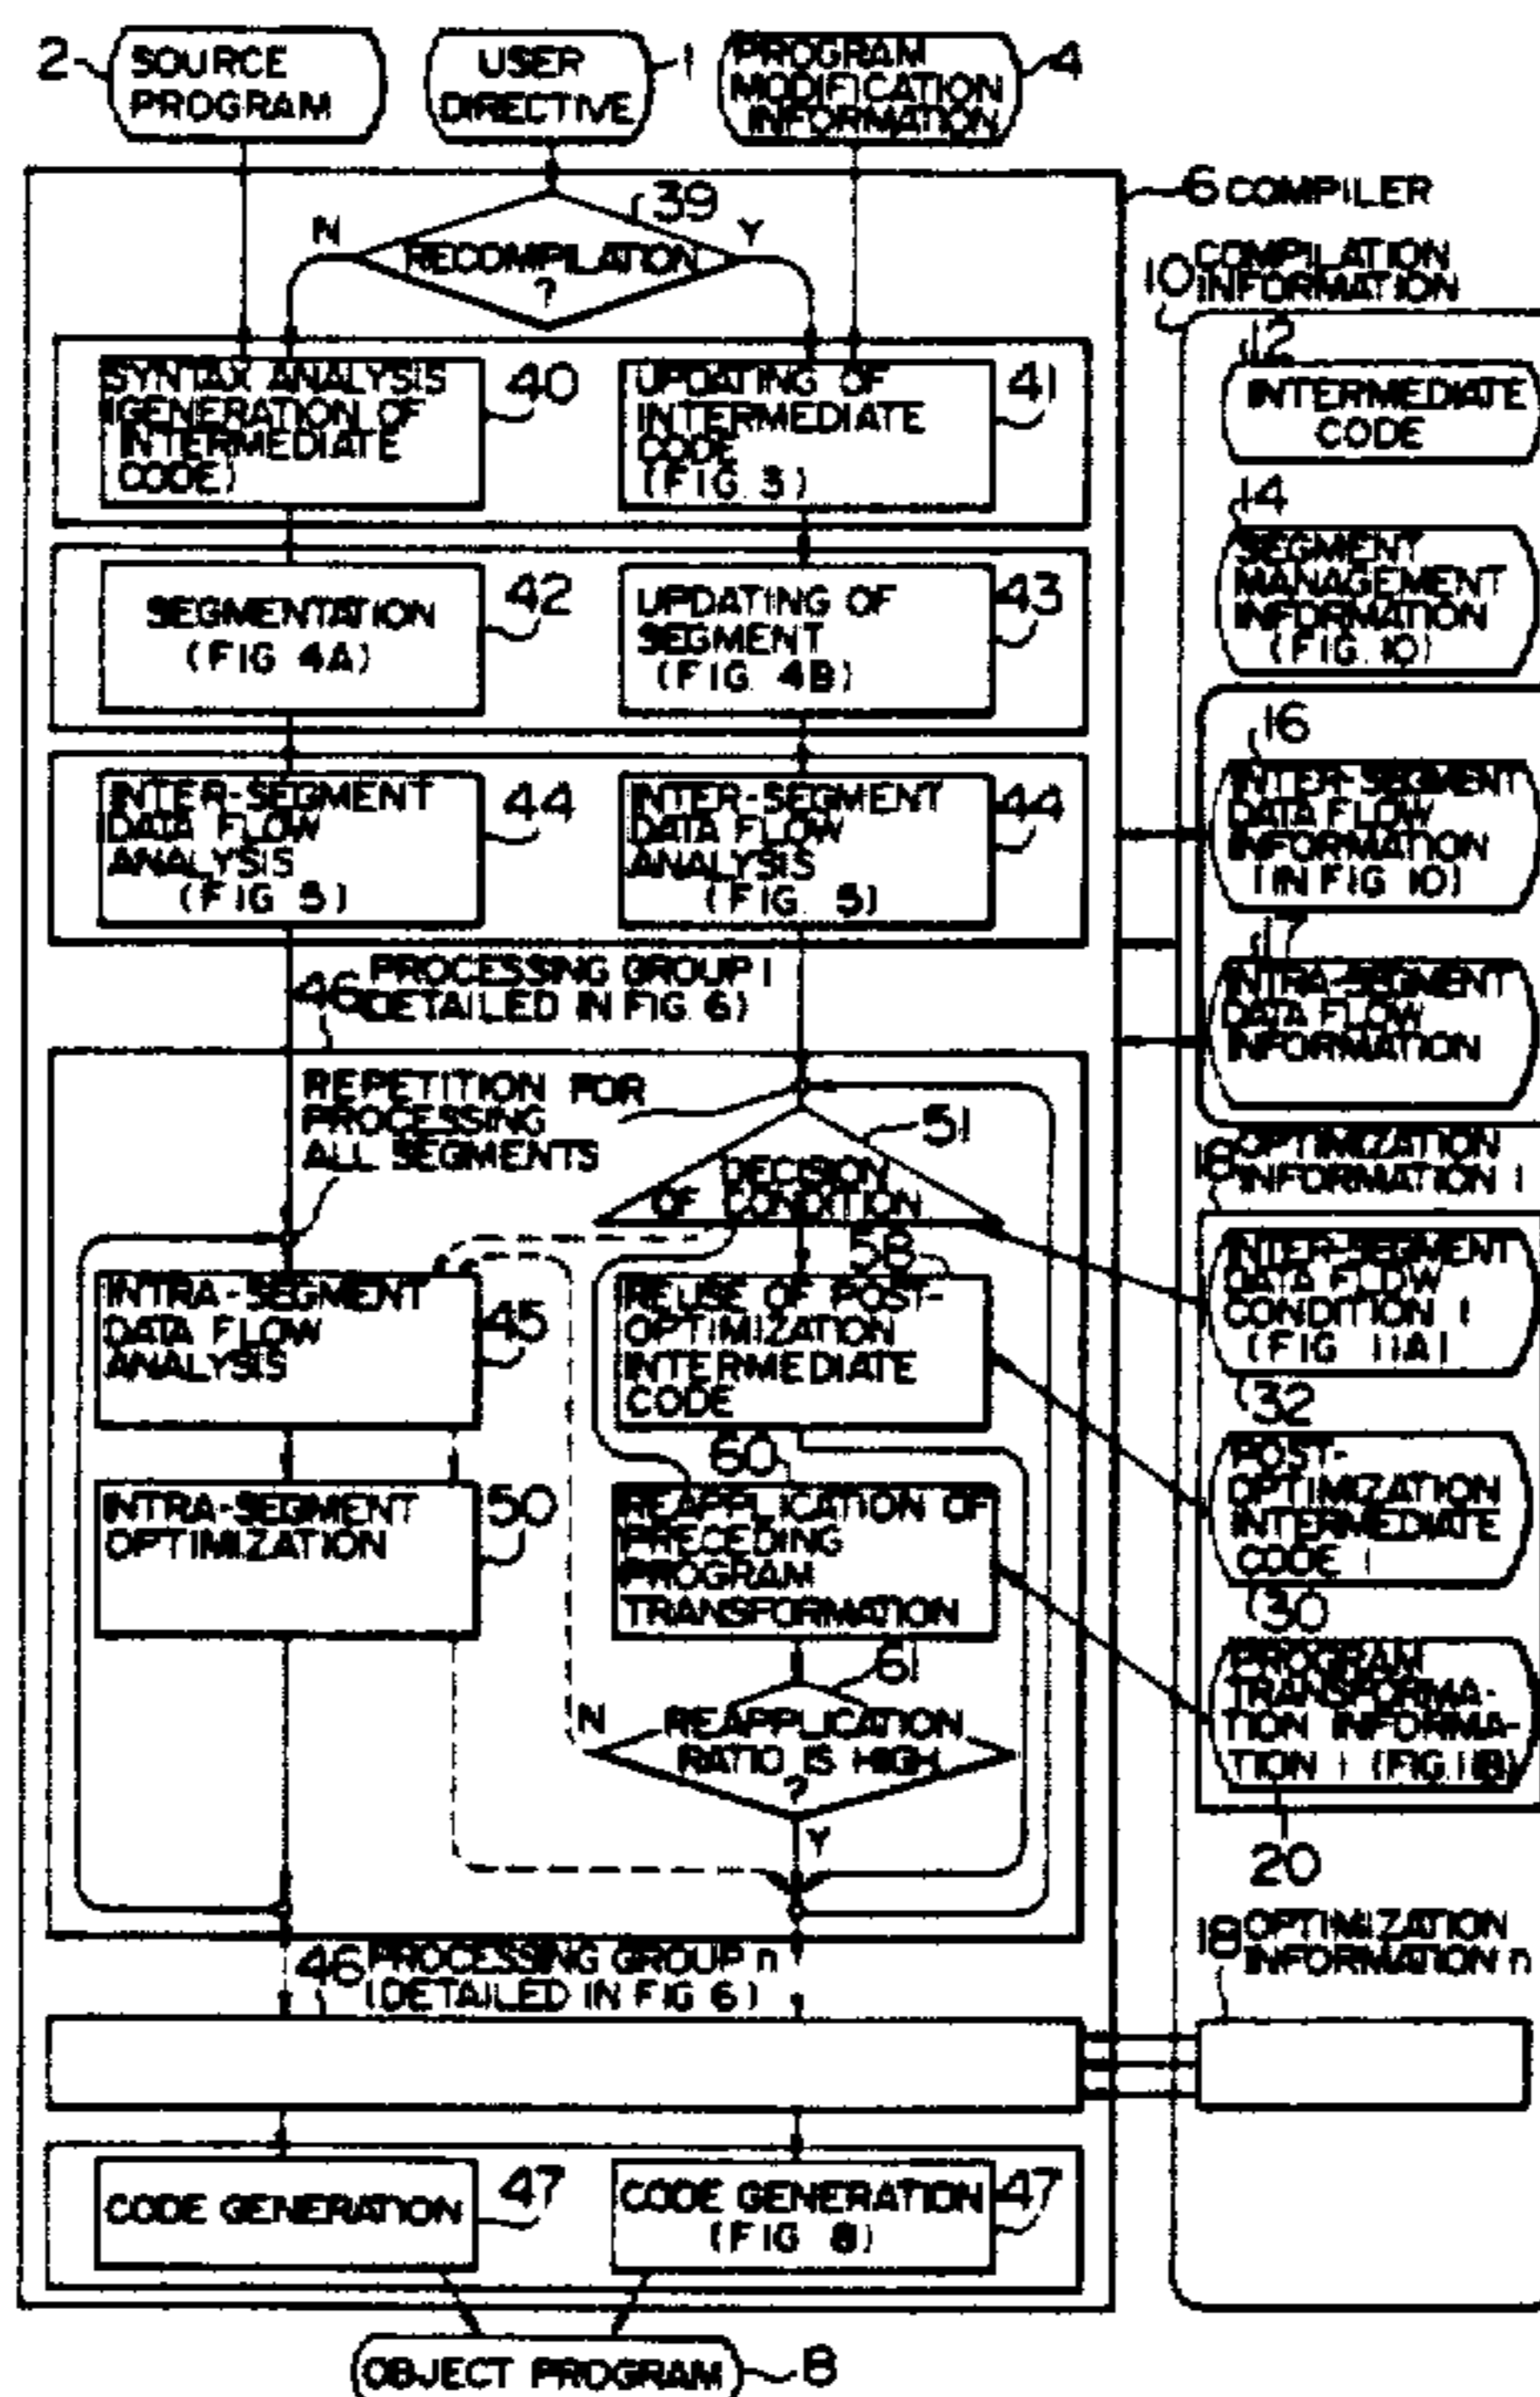 2
SOURCE
PROGRAM
USER
DIRECTIVE
1
PROGRAM
MODIFICATION
INFORMATION
4
6 COMPILER
39
N
Y
RECOMPILATION
?
10 COMPILATION
INFORMATION
SYNTAX ANALYSIS
(GENERATION OF
INTERMEDIATE
CODE)
40
UPDATING OF
INTERMEDIATE
CODE
(FIG. 3)
41
12
INTERMEDIATE
CODE
14
SEGMENT
MANAGEMENT
INFORMATION
(FIG. 10)
SEGMENTATION
(FIG 4A)
42
UPDATING OF
SEGMENT
(FIG. 4B)
43
16
INTER-SEGMENT
DATA FLOW
INFORMATION
(IN FIG 10)
INTER-SEGMENT
DATA FLOW
ANALYSIS
(FIG 5)
44
INTER-SEGMENT
DATA FLOW
ANALYSIS
(FIG. 5)
44
17
INTRA-SEGMENT
DATA FLOW
INFORMATION
46 PROCESSING GROUP 1
(DETAILED IN FIG. 6)
REPETITION FOR
PROCESSING
ALL SEGMENTS
51
DECISION
OF CONDITION
18 OPTIMIZATION
INFORMATION 1
INTER-SEGMENT
DATA FLOW
CONDITION 1
(FIG 11A)
32
INTRA-SEGMENT
DATA FLOW
ANALYSIS
45
58
REUSE OF POST-
OPTIMIZATION
INTERMEDIATE
CODE
POST-
OPTIMIZATION
INTERMEDIATE
CODE 1
30
INTRA-SEGMENT
OPTIMIZATION
50
60
REAPPLICATION OF
PRECEDING
PROGRAM
TRANSFORMATION
61
N
REAPPLICATION
RATIO IS HIGH
?
Y
PROGRAM
TRANSFORMA-
TION INFORMA-
TION 1 (FIG. 11B)
20
46 PROCESSING GROUP n
(DETAILED IN FIG 6)
18 OPTIMIZATION
INFORMATION n
CODE GENERATION
47
CODE GENERATION
(FIG 8)
47
OBJECT PROGRAM
8